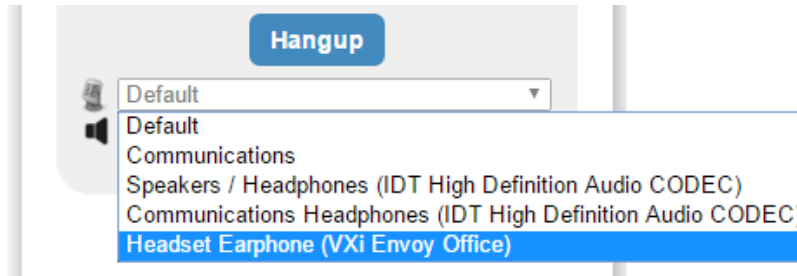 Hangup
Default
Default
Communications
Speakers / Headphones (IDT High Definition Audio CODEC)
Communications Headphones (IDT High Definition Audio CODEC)
Headset Earphone (VXi Envoy Office)